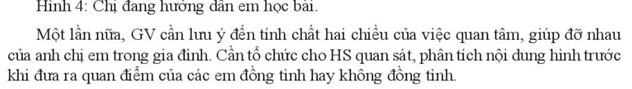 Hình 4: Chị đang hướng dẫn em học bài.
Một lần nữa, GV cần lưu ý đến tính chất hai chiều của việc quan tâm, giúp đỡ nhau
của anh chị em trong gia đình. Cần tổ chức cho HS quan sát, phân tích nội dung hình trước
khi đưa ra quan điểm của các em đồng tình hay không đồng tình.